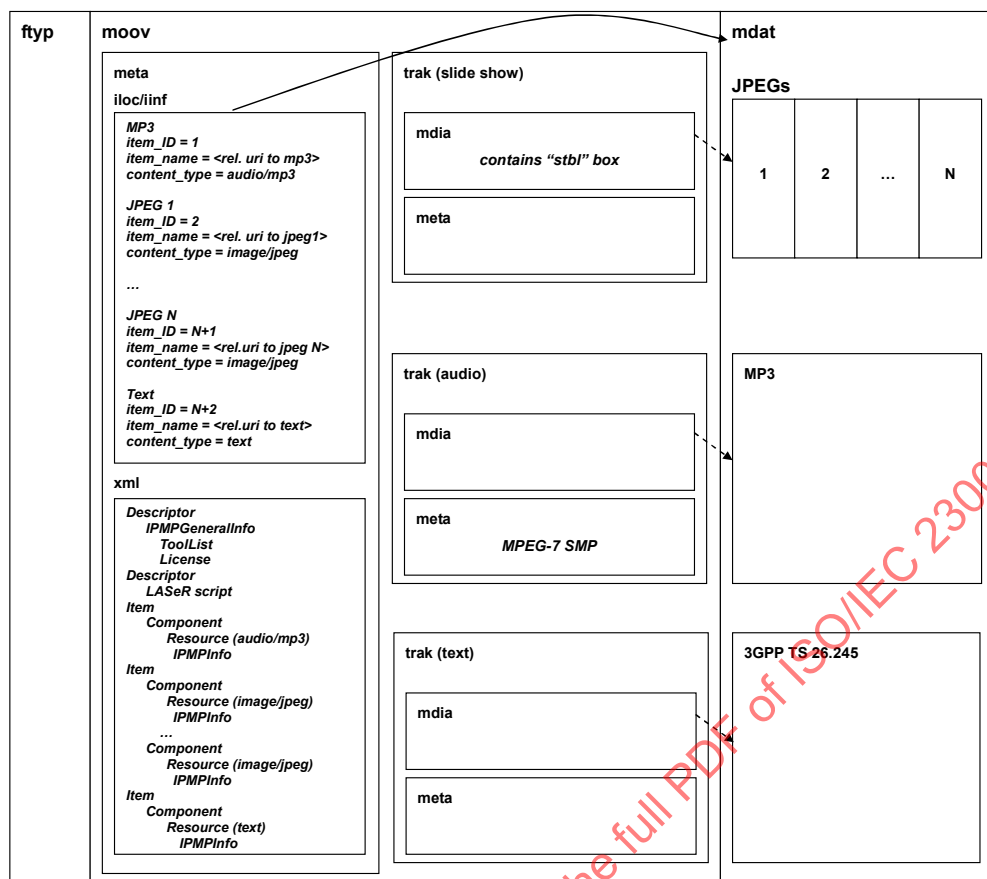 ftyp
moov
meta
iloc/iinf
MP3
item_ID = 1
item_name = <rel. uri to mp3>
content_type = audio/mp3
JPEG 1
item_ID = 2
item_name = <rel. uri to jpeg1>
content_type = image/jpeg
…
JPEG N
item_ID = N+1
item_name = <rel.uri to jpeg N>
content_type = image/jpeg
Text
item_ID = N+2
item_name = <rel.uri to text>
content_type = text
xml
Descriptor
IPMPGeneralInfo
ToolList
License
Descriptor
LASeR script
Item
Component
Resource (audio/mp3)
IPMPInfo
Item
Component
Resource (image/jpeg)
IPMPInfo
…
Component
Resource (image/jpeg)
IPMPInfo
Item
Component
Resource (text)
IPMPInfo
trak (slide show)
mdia
contains “stbl” box
meta
trak (audio)
mdia
meta
MPEG-7 SMP
trak (text)
mdia
meta
mdat
JPEGs
1
2
…
N
MP3
3GPP TS 26.245
he full PDF of ISO/IEC 2300